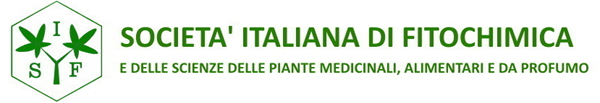 I
S F
SOCIETA' ITALIANA DI FITOCHIMICA
E DELLE SCIENZE DELLE PIANTE MEDICINALI, ALIMENTARI E DA PROFUMO